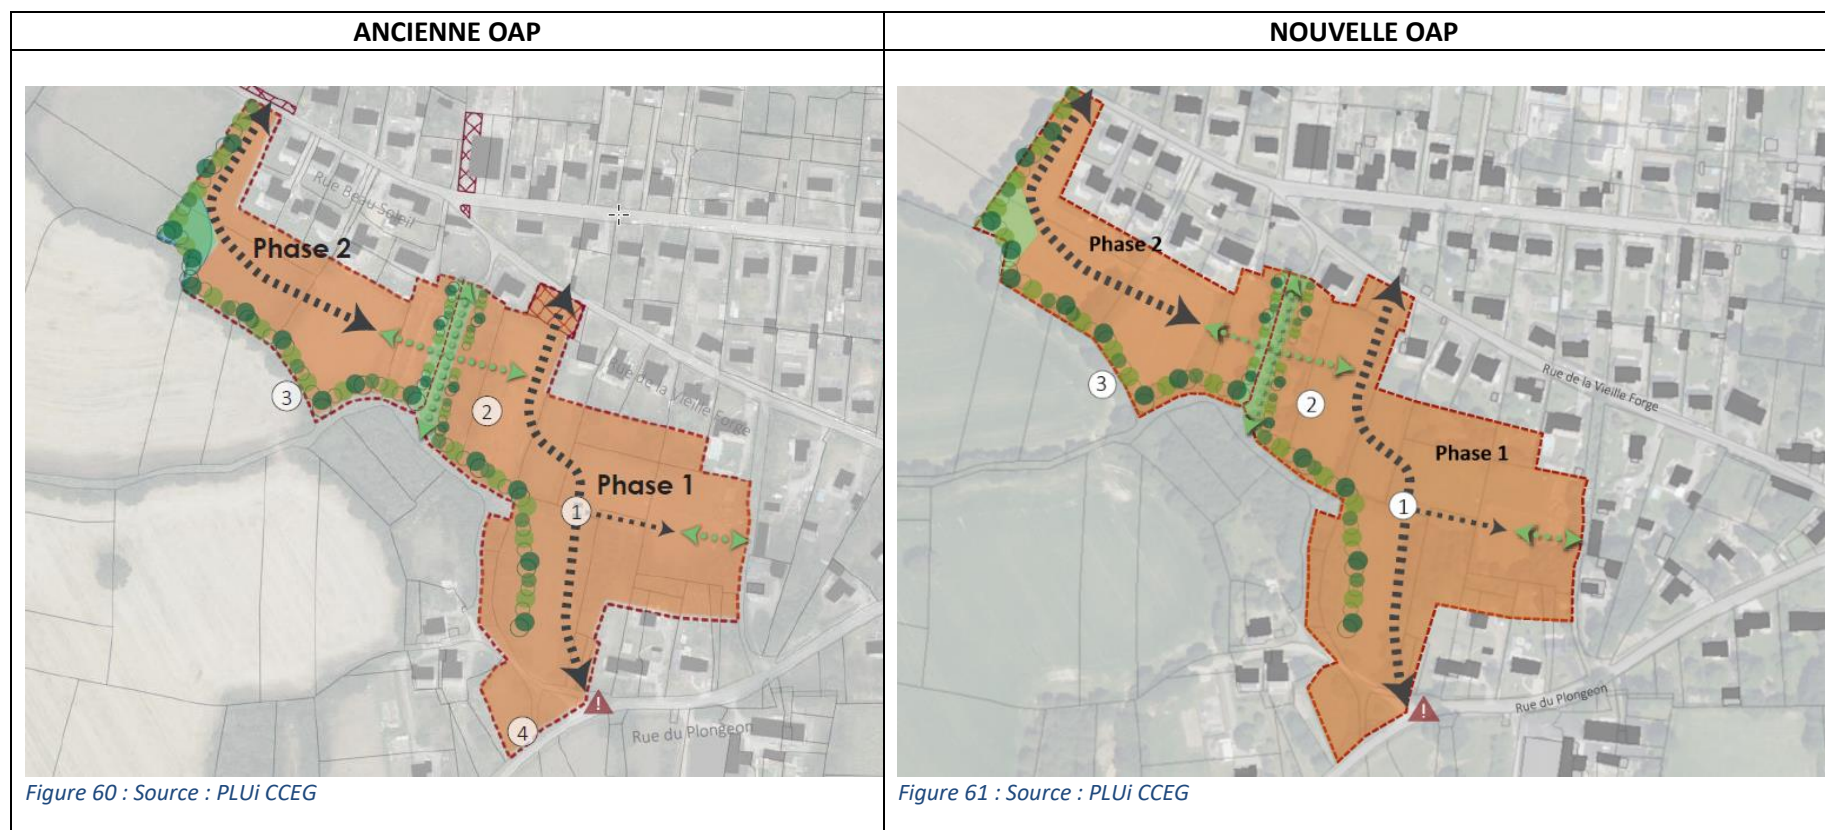 ANCIENNE OAP
NOUVELLE OAP
Rue Beau Soleil
Phase 2
3
2
Rue de la Vieille Forge
Phase 1
1
4
!
Rue du Plongeon
Figure 60 : Source : PLUi CCEG
Phase 2
3
2
Rue de la Vieille Forge
Phase 1
1
!
Rue du Plongeon
Figure 61 : Source : PLUi CCEG